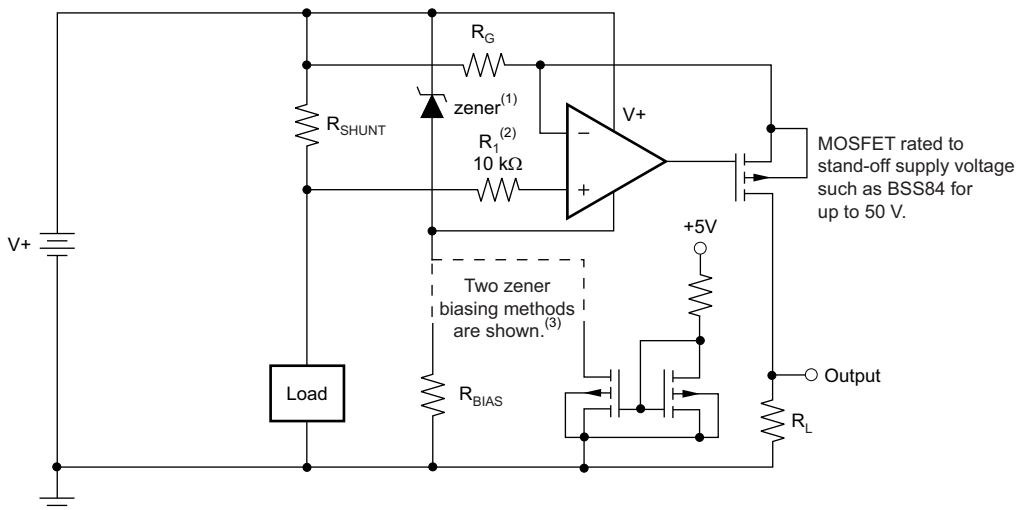 R_G
zener(1)
V+
R_SHUNT
R_1(2)
10 kΩ
−
+
MOSFET rated to
stand-off supply voltage
such as BSS84 for
up to 50 V.
+5V
V+
Two zener
biasing methods
are shown.(3)
Load
R_BIAS
Output
R_L